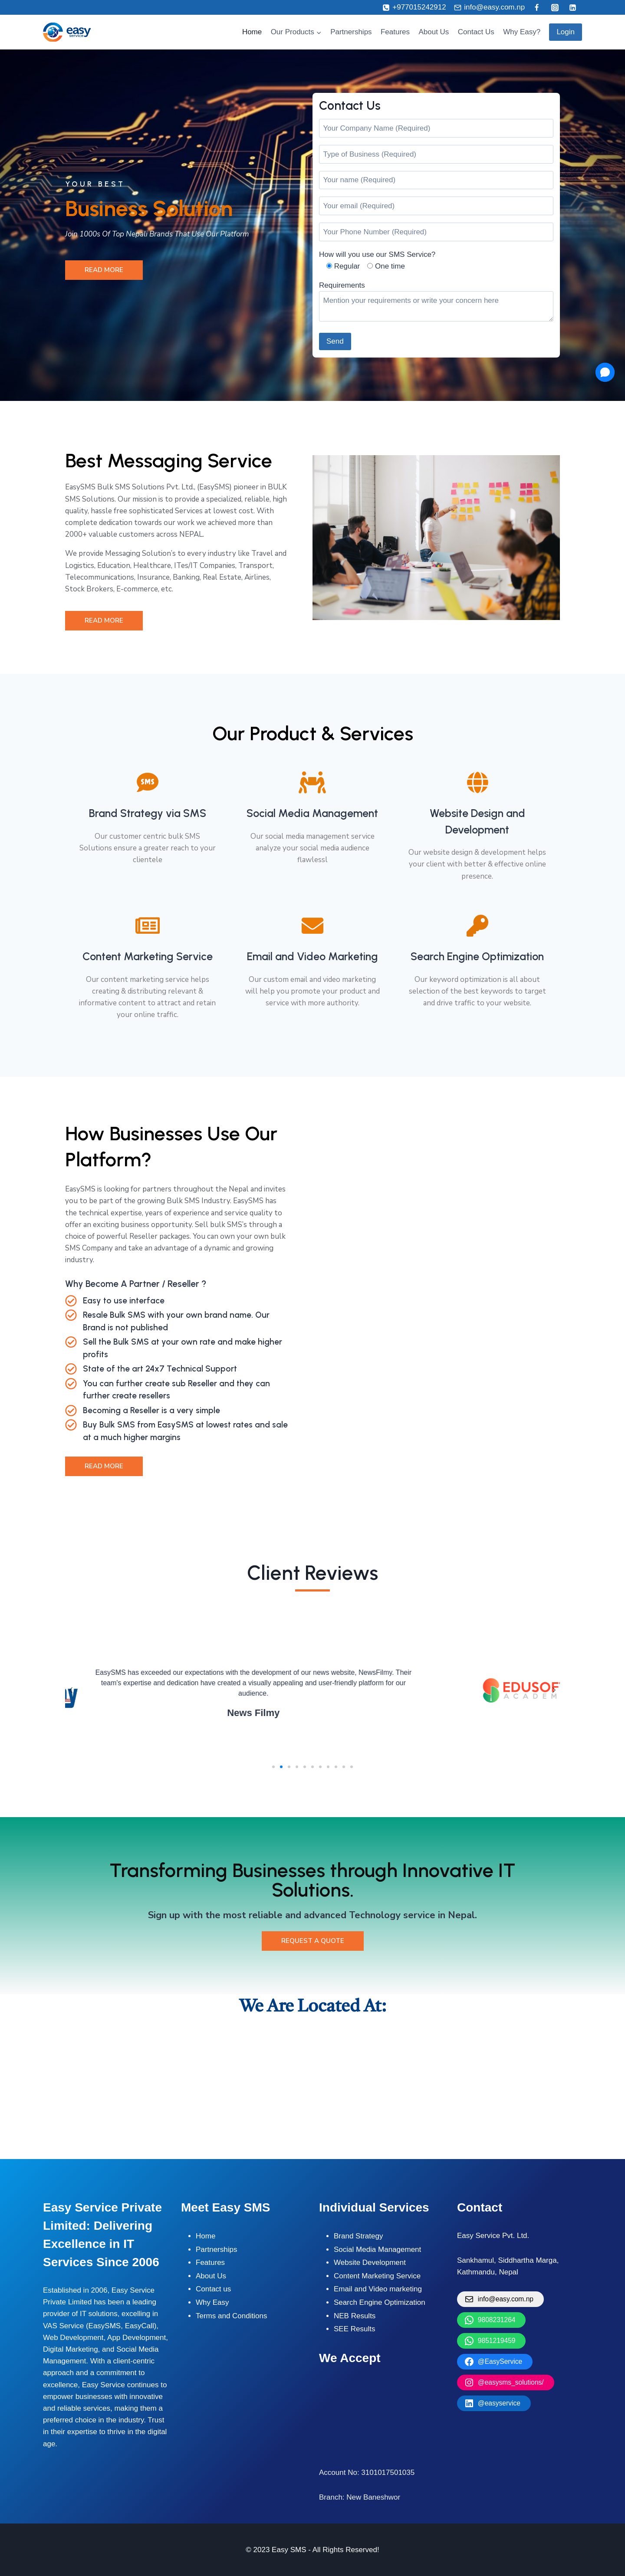 +977015242912 info@easy.com.np
easy
SERVICE
Home Our Products Partnerships Features About Us Contact Us Why Easy? Login
YOUR BEST
Business Solution
Join 1000s Of Top Nepali Brands That Use Our Platform
READ MORE
Contact Us
Your Company Name (Required)
Type of Business (Required)
Your name (Required)
Your email (Required)
Your Phone Number (Required)
How will you use our SMS Service?
Regular One time
Requirements
Mention your requirements or write your concern here
Send
Best Messaging Service
EasySMS Bulk SMS Solutions Pvt. Ltd., (EasySMS) pioneer in BULK
SMS Solutions. Our mission is to provide a specialized, reliable, high
quality, hassle free sophisticated Services at lowest cost. With
complete dedication towards our work we achieved more than
2000+ valuable customers across NEPAL.
We provide Messaging Solution's to every industry like Travel and
Logistics, Education, Healthcare, ITes/IT Companies, Transport,
Telecommunications, Insurance, Banking, Real Estate, Airlines,
Stock Brokers, E-commerce, etc.
READ MORE
Our Product & Services
SMS
Brand Strategy via SMS
Our customer centric bulk SMS
Solutions ensure a greater reach to your
clientele
Social Media Management
Our social media management service
analyze your social media audience
flawlessl
Website Design and
Development
Our website design & development helps
your client with better & effective online
presence.
Content Marketing Service
Our content marketing service helps
creating & distributing relevant &
informative content to attract and retain
your online traffic.
Email and Video Marketing
Our custom email and video marketing
will help you promote your product and
service with more authority.
Search Engine Optimization
Our keyword optimization is all about
selection of the best keywords to target
and drive traffic to your website.
How Businesses Use Our
Platform?
EasySMS is looking for partners throughout the Nepal and invites
you to be part of the growing Bulk SMS Industry. EasySMS has
the technical expertise, years of experience and service quality to
offer an exciting business opportunity. Sell bulk SMS's through a
choice of powerful Reseller packages. You can own your own bulk
SMS Company and take an advantage of a dynamic and growing
industry.
Why Become A Partner / Reseller ?
Easy to use interface
Resale Bulk SMS with your own brand name. Our
Brand is not published
Sell the Bulk SMS at your own rate and make higher
profits
State of the art 24x7 Technical Support
You can further create sub Reseller and they can
further create resellers
Becoming a Reseller is a very simple
Buy Bulk SMS from EasySMS at lowest rates and sale
at a much higher margins
READ MORE
Client Reviews
EasySMS has exceeded our expectations with the development of our news website, NewsFilmy. Their
team's expertise and dedication have created a visually appealing and user-friendly platform for our
audience.
News Filmy
EDUSOF
ACADEM
Transforming Businesses through Innovative IT
Solutions.
Sign up with the most reliable and advanced Technology service in Nepal.
REQUEST A QUOTE
We Are Located At:
Easy Service Private
Limited: Delivering
Excellence in IT
Services Since 2006
Established in 2006, Easy Service
Private Limited has been a leading
provider of IT solutions, excelling in
VAS Service (EasySMS, EasyCall),
Web Development, App Development,
Digital Marketing, and Social Media
Management. With a client-centric
approach and a commitment to
excellence, Easy Service continues to
empower businesses with innovative
and reliable services, making them a
preferred choice in the industry. Trust
in their expertise to thrive in the digital
age.
Meet Easy SMS
Home
Partnerships
Features
About Us
Contact us
Why Easy
Terms and Conditions
Individual Services
Brand Strategy
Social Media Management
Website Development
Content Marketing Service
Email and Video marketing
Search Engine Optimization
NEB Results
SEE Results
We Accept
Account No: 3101017501035
Branch: New Baneshwor
Contact
Easy Service Pvt. Ltd.
Sankhamul, Siddhartha Marga,
Kathmandu, Nepal
info@easy.com.np
9808231264
9851219459
@EasyService
@easysms_solutions/
@easyservice
© 2023 Easy SMS - All Rights Reserved!